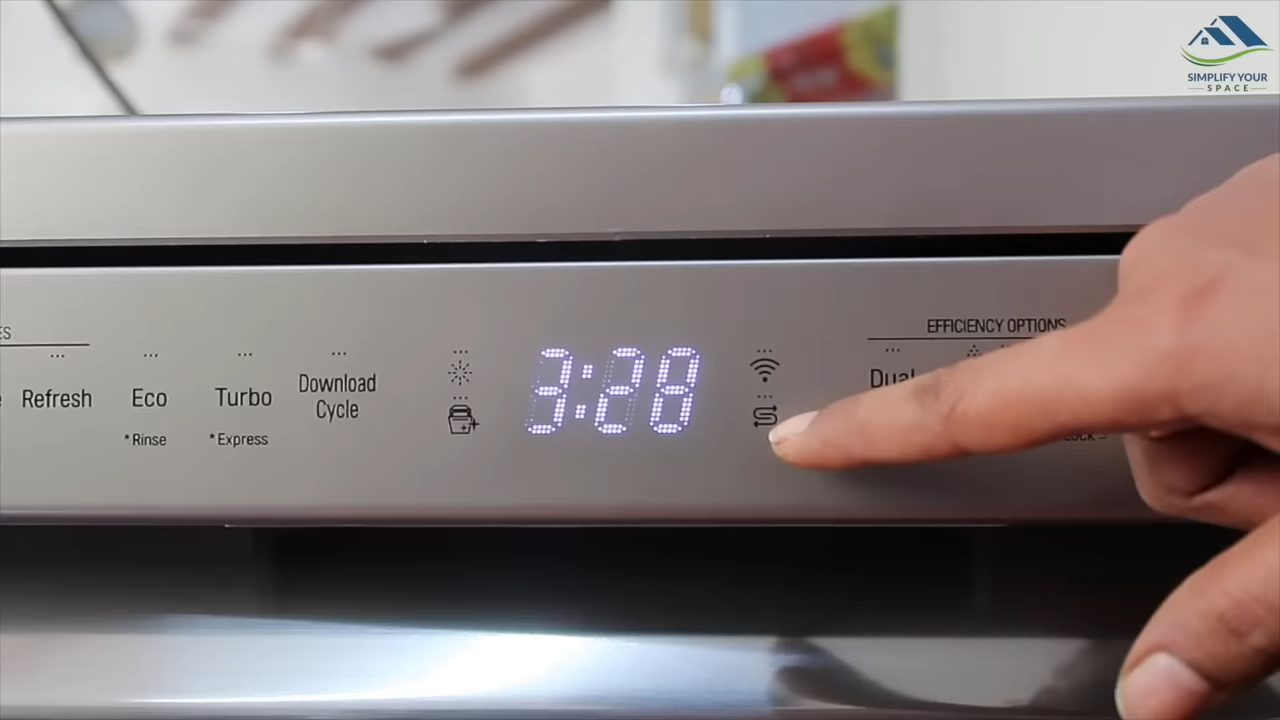 SIMPLIFY YOUR
SPACE
ES
EFFICIENCY OPTIONS
Refresh
Eco
Turbo
Download
Cycle
3:28
Dual
*Rinse
*Express